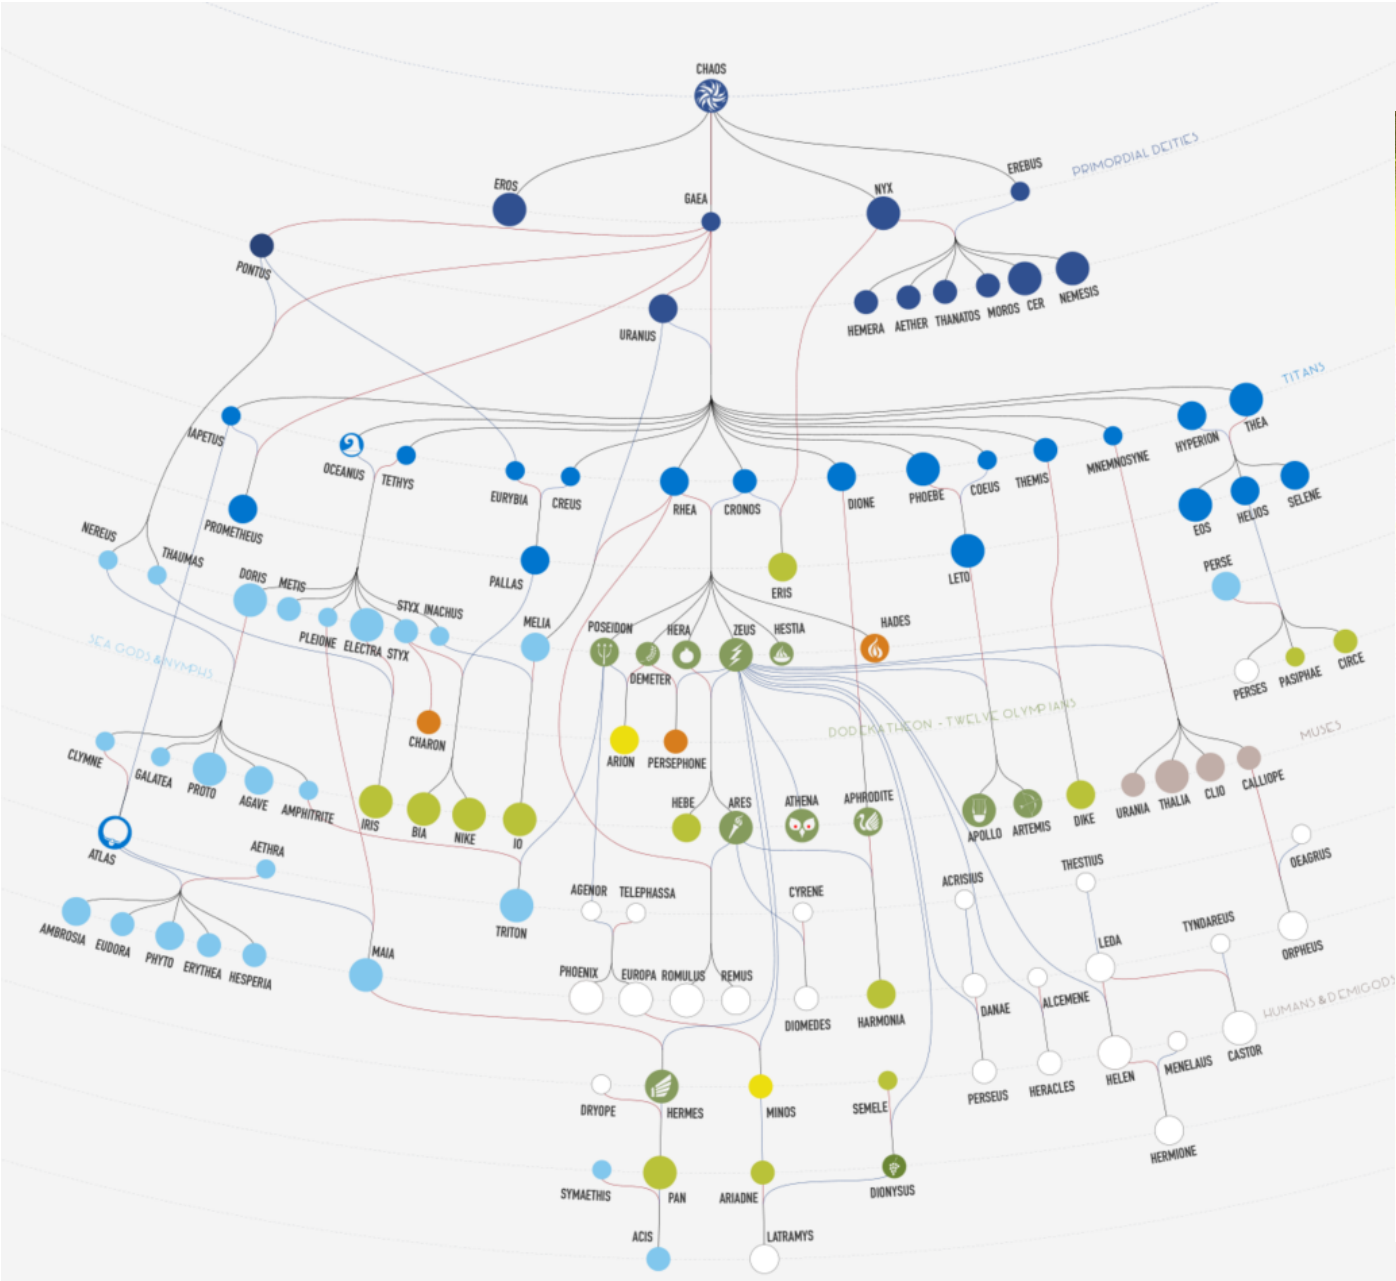 CHAOS
PRIMORDIAL DEITIES
EROS
GAEA
NYX
EREBUS
PONTUS
URANUS
HEMERA
AETHER
THANATOS
MOROS
CER
NEMESIS
TITANS
IAPETUS
OCEANUS
TETHYS
EURYBIA
CREUS
RHEA
CRONOS
DIONE
PHOEBE
COEUS
THEMIS
MNEMNOSYNE
HYPERION
THEA
PROMETHEUS
EOS
HELIOS
SELENE
NEREUS
THAUMAS
DORIS
METIS
PLEIONE
ELECTRA
STYX
STYX
INACHUS
PALLAS
ERIS
LETO
PERSE
SEA GODS & NYMPHS
MELIA
POSEIDON
DEMETER
HERA
ZEUS
HESTIA
HADES
PERSES
PASIPHAE
CIRCE
DODEKATHEON - TWELVE OLYMPIANS
MUSES
CHARON
ARION
PERSEPHONE
CLYMNE
GALATEA
PROTO
AGAVE
AMPHITRITE
IRIS
BIA
NIKE
IO
HEBE
ARES
ATHENA
APHRODITE
APOLLO
ARTEMIS
DIKE
URANIA
THALIA
CLIO
CALLIOPE
ATLAS
AETHRA
OEAGRUS
AMBROSIA
EUDORA
PHYTO
ERYTHEA
HESPERIA
MAIA
TRITON
AGENOR
TELEPHASSA
CYRENE
ACRISIUS
THESTIUS
LEDA
TYNDAREUS
ORPHEUS
PHOENIX
EUROPA
ROMULUS
REMUS
DIOMEDES
HARMONIA
DANAE
ALCEMENE
HUMANS & DEMIGODS
CASTOR
DRYOPE
HERMES
MINOS
SEMELE
PERSEUS
HERACLES
HELEN
MENELAUS
HERMIONE
SYMAETHIS
PAN
ARIADNE
DIONYSUS
ACIS
LATRAMYS